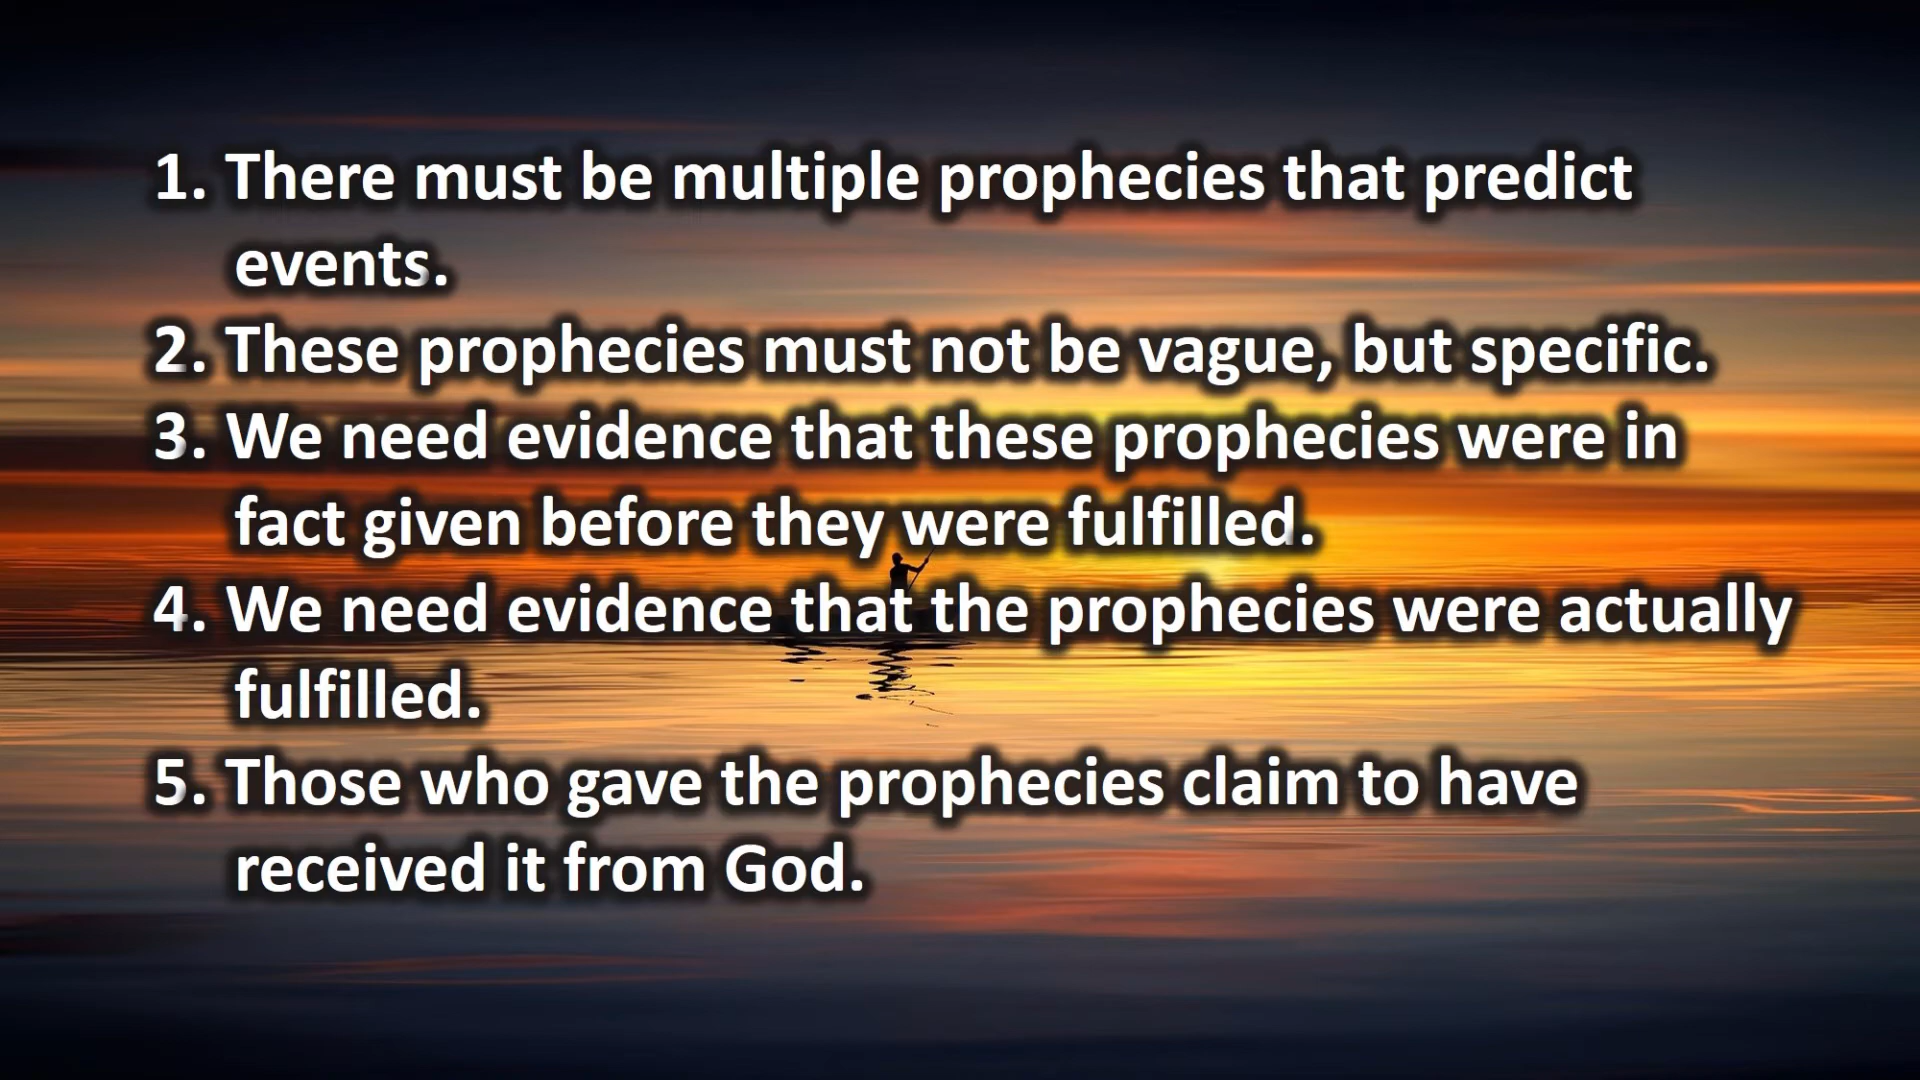 1. There must be multiple prophecies that predict
events.
2. These prophecies must not be vague, but specific.
3. We need evidence that these prophecies were in
fact given before they were fulfilled.
4. We need evidence that the prophecies were actually
fulfilled.
5. Those who gave the prophecies claim to have
received it from God.